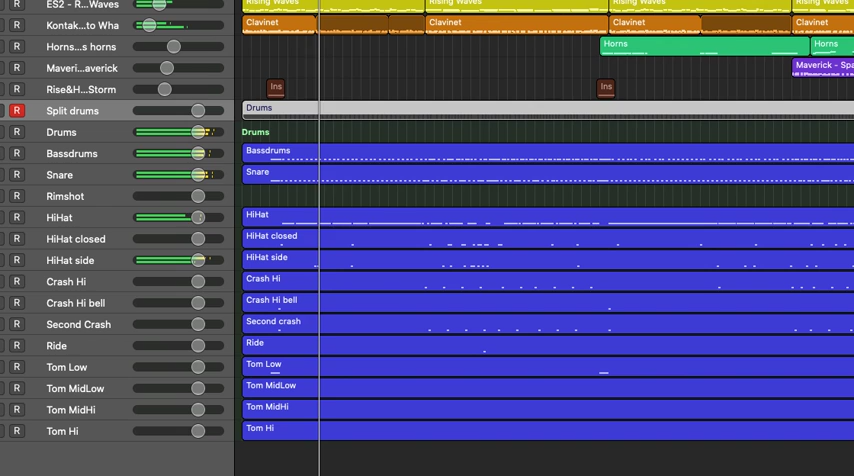 R ES2 - R...Waves Rising Waves Rising Waves Rising Waves Rising Waves
R Kontak...to Wha Clavinet Clavinet Clavinet Clavinet
R Horns...s horns Horns Horns
R Maveri...averick Maverick - Spa
R Rise&H...Storm Ins Ins
R Split drums Drums
R Drums Drums
R Bassdrums Bassdrums
R Snare Snare
R Rimshot
R HiHat HiHat
R HiHat closed HiHat closed
R HiHat side HiHat side
R Crash Hi Crash Hi
R Crash Hi bell Crash Hi bell
R Second Crash Second crash
R Ride Ride
R Tom Low Tom Low
R Tom MidLow Tom MidLow
R Tom MidHi Tom MidHi
R Tom Hi Tom Hi